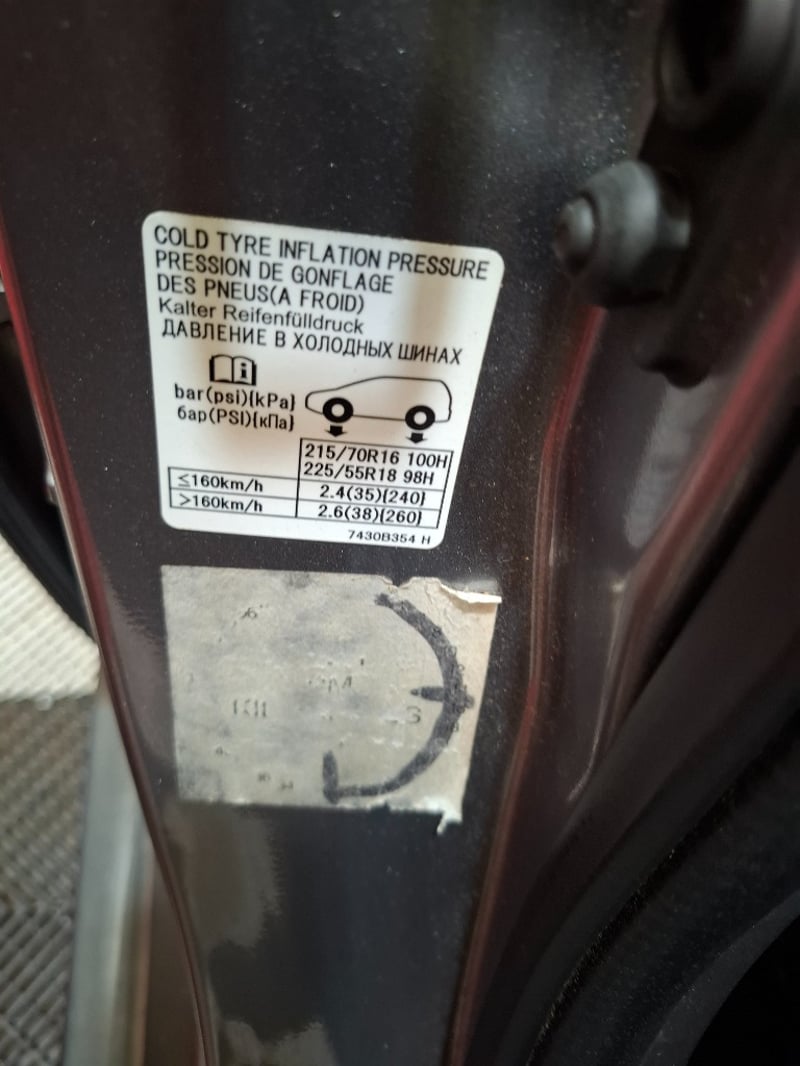 COLD TYRE INFLATION PRESSURE
PRESSION DE GONFLAGE
DES PNEUS(A FROID)
Kalter Reifenfülldruck
ДАВЛЕНИЕ В ХОЛОДНЫХ ШИНАХ
bar(psi){kPa}
бар(PSI){кПа}
215/70R16 100H
225/55R18 98H
≤160km/h 2.4(35){240}
>160km/h 2.6(38){260}
7430B354 H
3